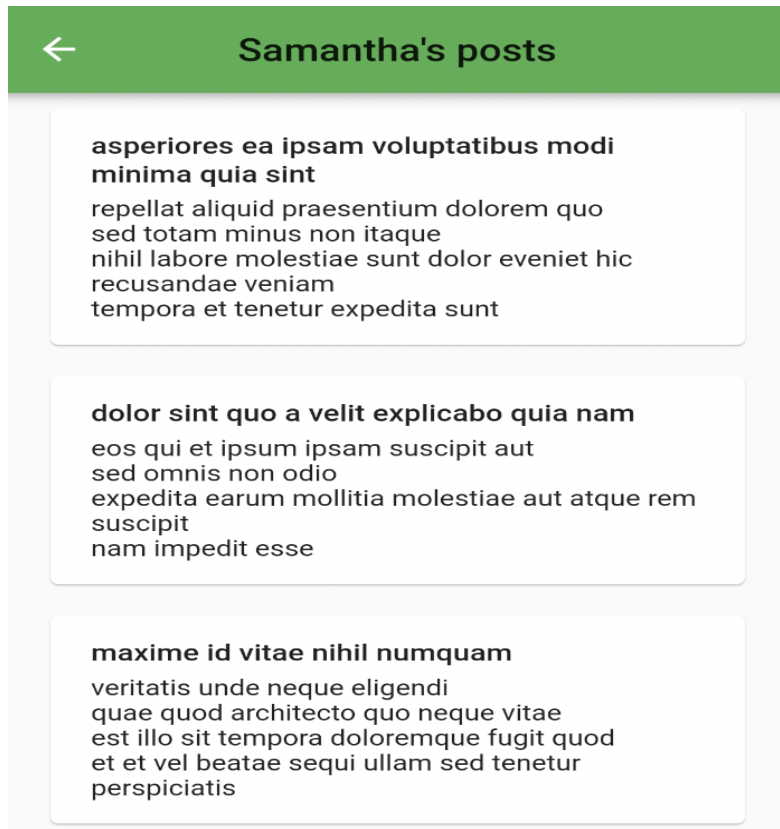 Samantha's posts
asperiores ea ipsam voluptatibus modi
minima quia sint
repellat aliquid praesentium dolorem quo
sed totam minus non itaque
nihil labore molestiae sunt dolor eveniet hic
recusandae veniam
tempora et tenetur expedita sunt
dolor sint quo a velit explicabo quia nam
eos qui et ipsum ipsam suscipit aut
sed omnis non odio
expedita earum mollitia molestiae aut atque rem
suscipit
nam impedit esse
maxime id vitae nihil numquam
veritatis unde neque eligendi
quae quod architecto quo neque vitae
est illo sit tempora doloremque fugit quod
et et vel beatae sequi ullam sed tenetur
perspiciatis